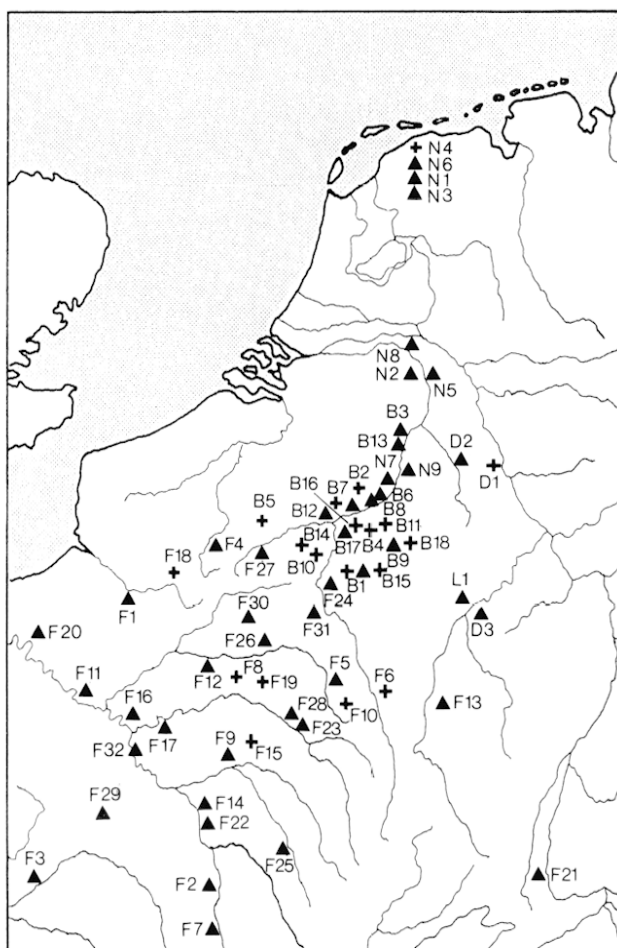 N4
N6
N1
N3
N8
N2 N5
B3
B13 D2
N7 N9 D1
B16 B2
B7 B6
B5 B8
B12 B11
B14 B17 B4 B18
F18 F4 F27 B10 B9
B1 B15
F24 L1
F1 F30 F31 D3
F20 F26
F12 F8 F5 F6
F11 F19
F16 F28 F10 F13
F17 F23
F32 F9 F15
F29 F14
F22
F3 F25 F21
F2
F7